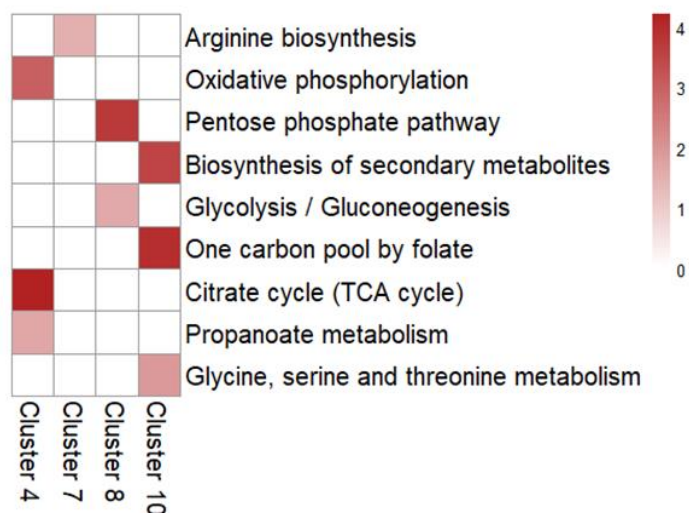 Arginine biosynthesis
Oxidative phosphorylation
Pentose phosphate pathway
Biosynthesis of secondary metabolites
Glycolysis / Gluconeogenesis
One carbon pool by folate
Citrate cycle (TCA cycle)
Propanoate metabolism
Glycine, serine and threonine metabolism
Cluster 4
Cluster 7
Cluster 8
Cluster 10
4
3
2
1
0